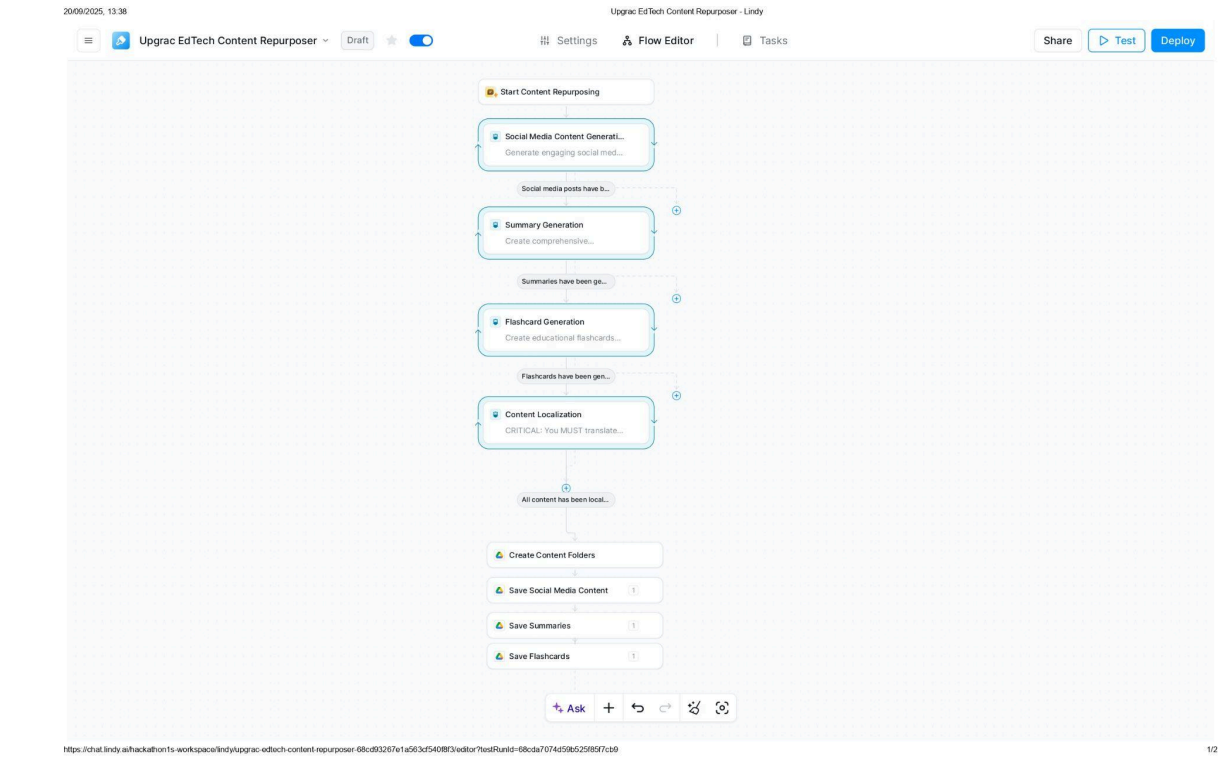 20/09/2025, 13:38
Upgrac EdTech Content Repurposer - Lindy
Upgrac EdTech Content Repurposer
Draft
Settings
Flow Editor
Tasks
Share
Test
Deploy
Start Content Repurposing
Social Media Content Generati...
Generate engaging social med...
Social media posts have b...
Summary Generation
Create comprehensive...
Summaries have been ge...
Flashcard Generation
Create educational flashcards...
Flashcards have been gen...
Content Localization
CRITICAL: You MUST translate...
All content has been local...
Create Content Folders
Save Social Media Content 1
Save Summaries 1
Save Flashcards 1
Ask
https://chat.lindy.ai/hackathon1s-workspace/lindy/upgrac-edtech-content-repurposer-68cd93267e1a563cf540f8f3/editor?testRunId=68cda7074d59b525f85f7cb9
1/2